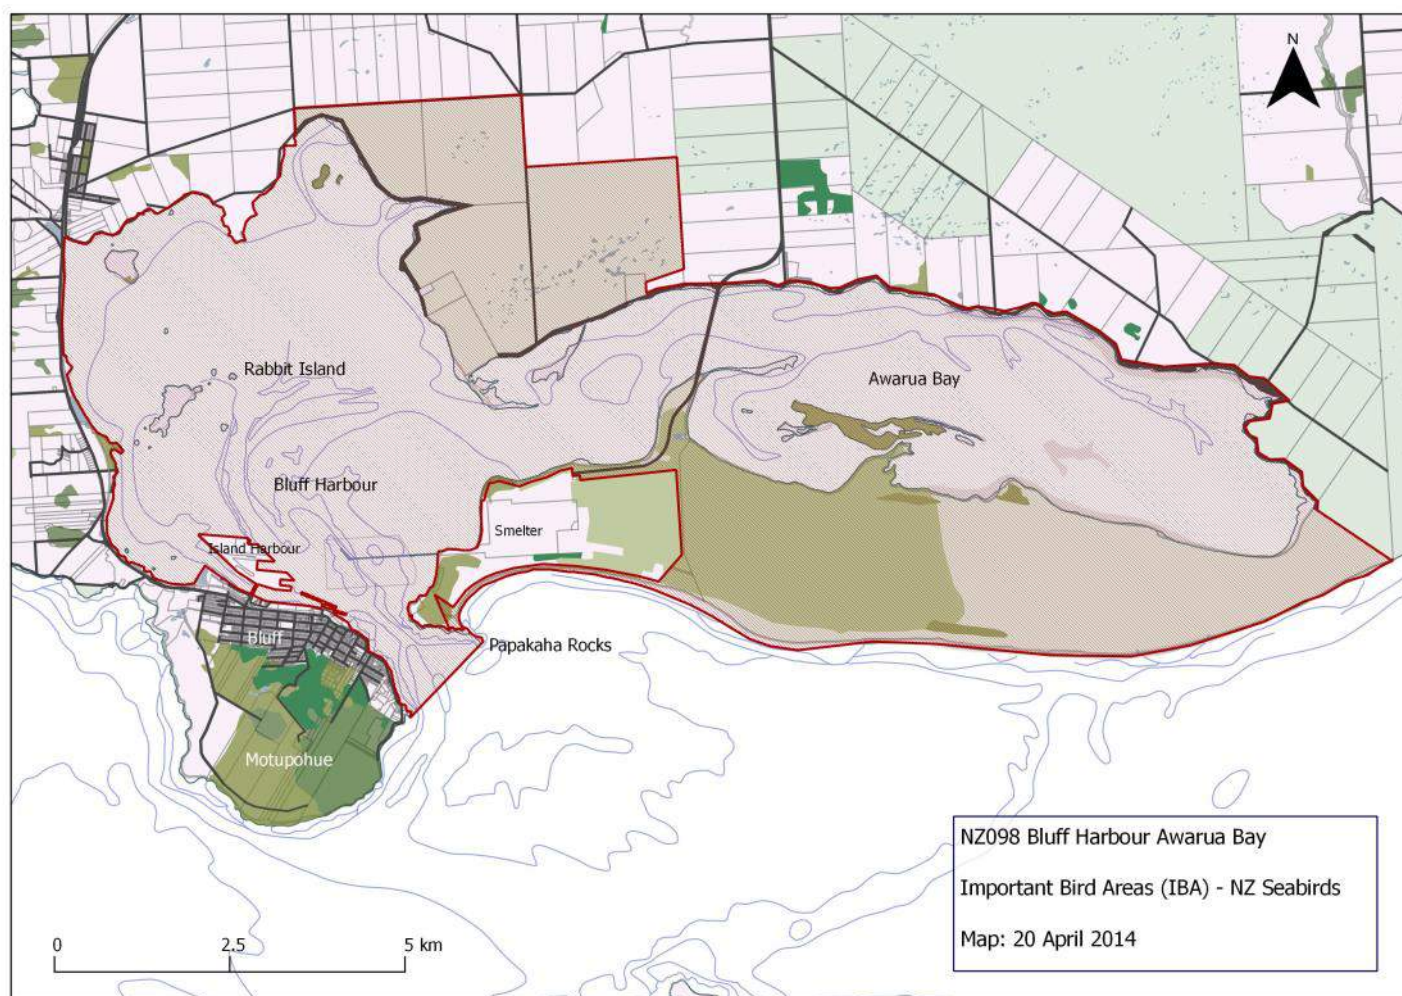 N
Rabbit Island
Awarua Bay
Bluff Harbour
Smelter
Island Harbour
Bluff
Papakaha Rocks
Motupohue
NZ098 Bluff Harbour Awarua Bay
Important Bird Areas (IBA) - NZ Seabirds
Map: 20 April 2014
0 2.5 5 km